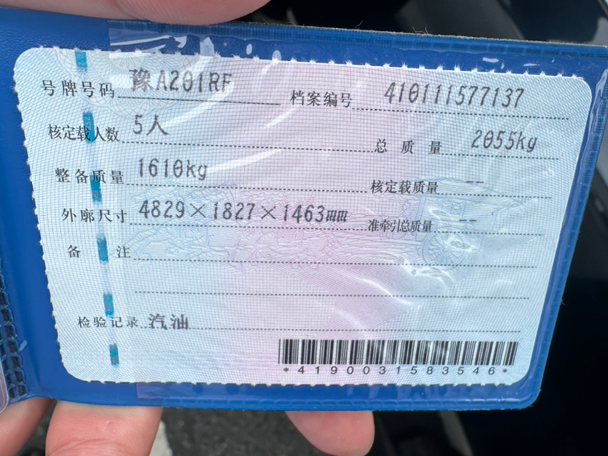 号牌号码 豫A201RF 档案编号 410111577137
核定载人数 5人 总质量 2055kg
整备质量 1610kg 核定载质量 --
外廓尺寸 4829×1827×1463mm 准牵引总质量 --
备注
检验记录 汽油
*4190031583546*